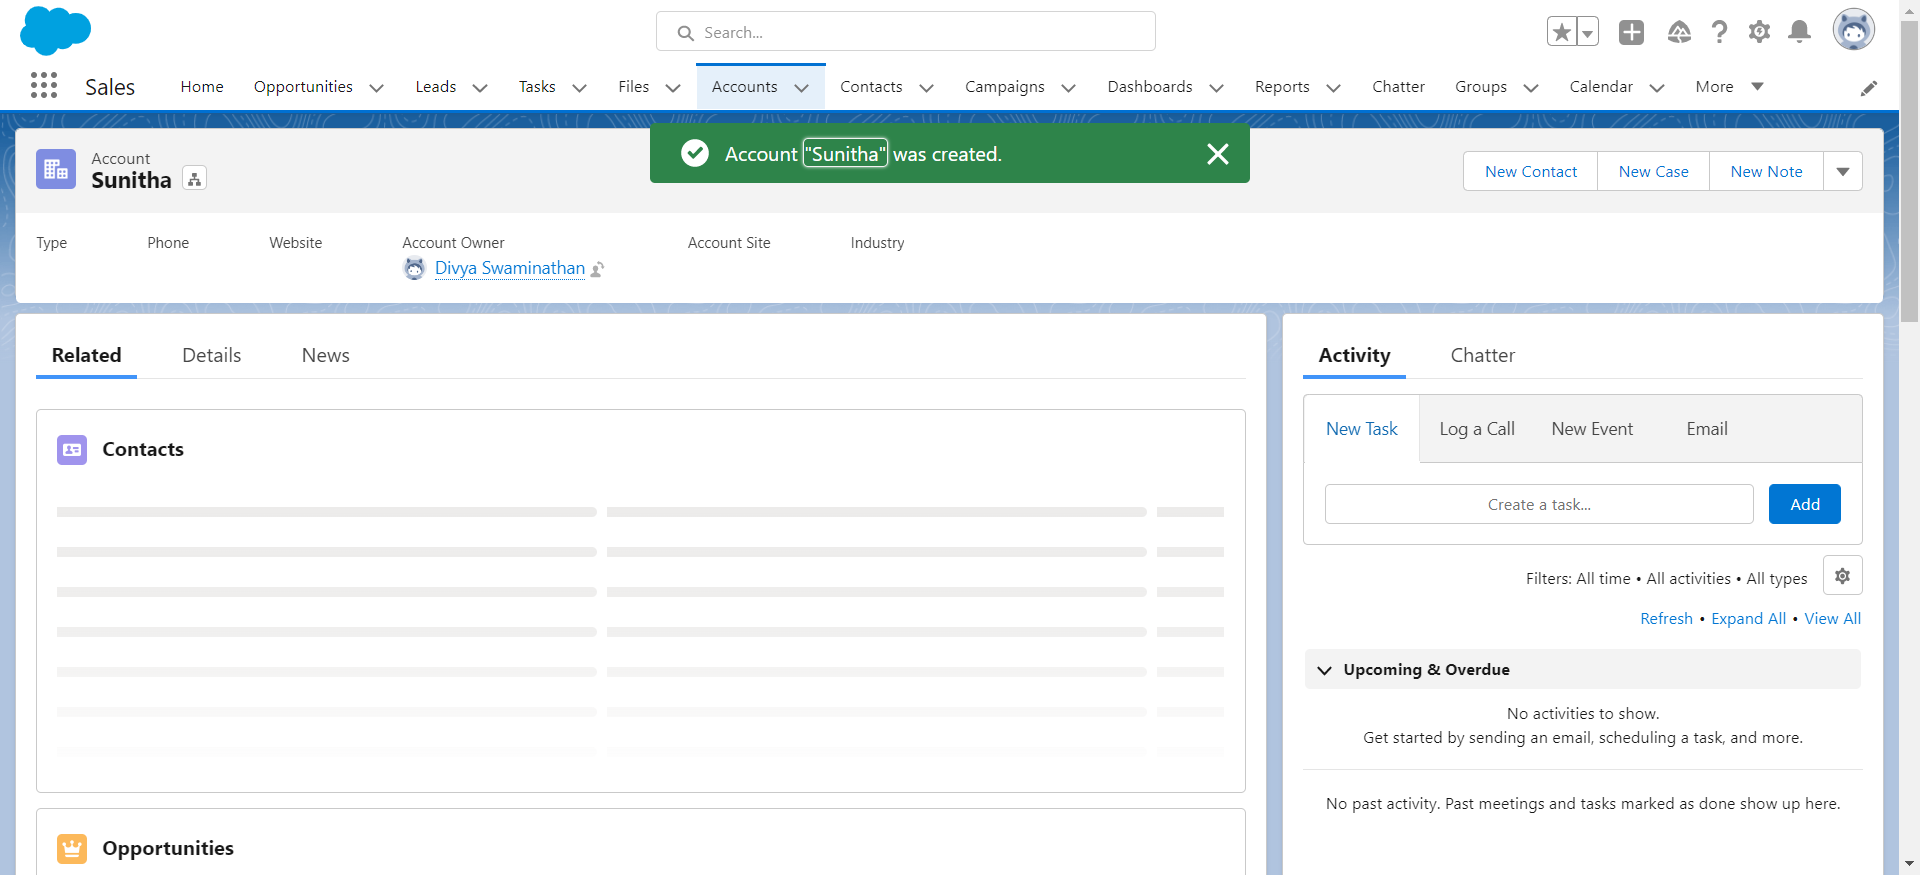 Search...
Sales
Home
Opportunities
Leads
Tasks
Files
Accounts
Contacts
Campaigns
Dashboards
Reports
Chatter
Groups
Calendar
More
Account "Sunitha" was created.
Account
Sunitha
New Contact
New Case
New Note
Type
Phone
Website
Account Owner
Account Site
Industry
Divya Swaminathan
Related
Details
News
Contacts
Opportunities
Activity
Chatter
New Task
Log a Call
New Event
Email
Create a task...
Add
Filters: All time • All activities • All types
Refresh • Expand All • View All
Upcoming & Overdue
No activities to show.
Get started by sending an email, scheduling a task, and more.
No past activity. Past meetings and tasks marked as done show up here.